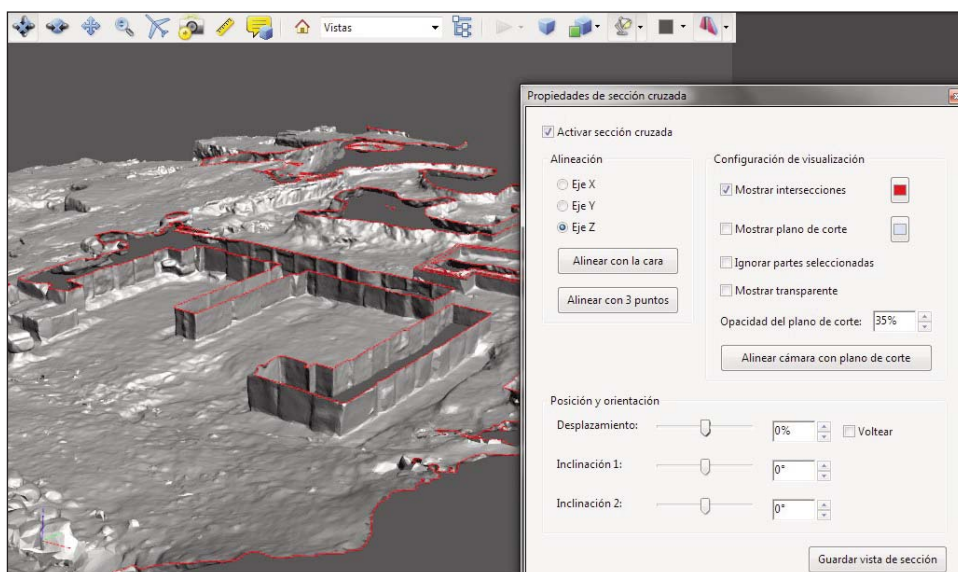 Vistas
Propiedades de sección cruzada
Activar sección cruzada
Alineación
Eje X
Eje Y
Eje Z
Alinear con la cara
Alinear con 3 puntos
Configuración de visualización
Mostrar intersecciones
Mostrar plano de corte
Ignorar partes seleccionadas
Mostrar transparente
Opacidad del plano de corte: 35%
Alinear cámara con plano de corte
Posición y orientación
Desplazamiento: 0% Voltear
Inclinación 1: 0°
Inclinación 2: 0°
Guardar vista de sección